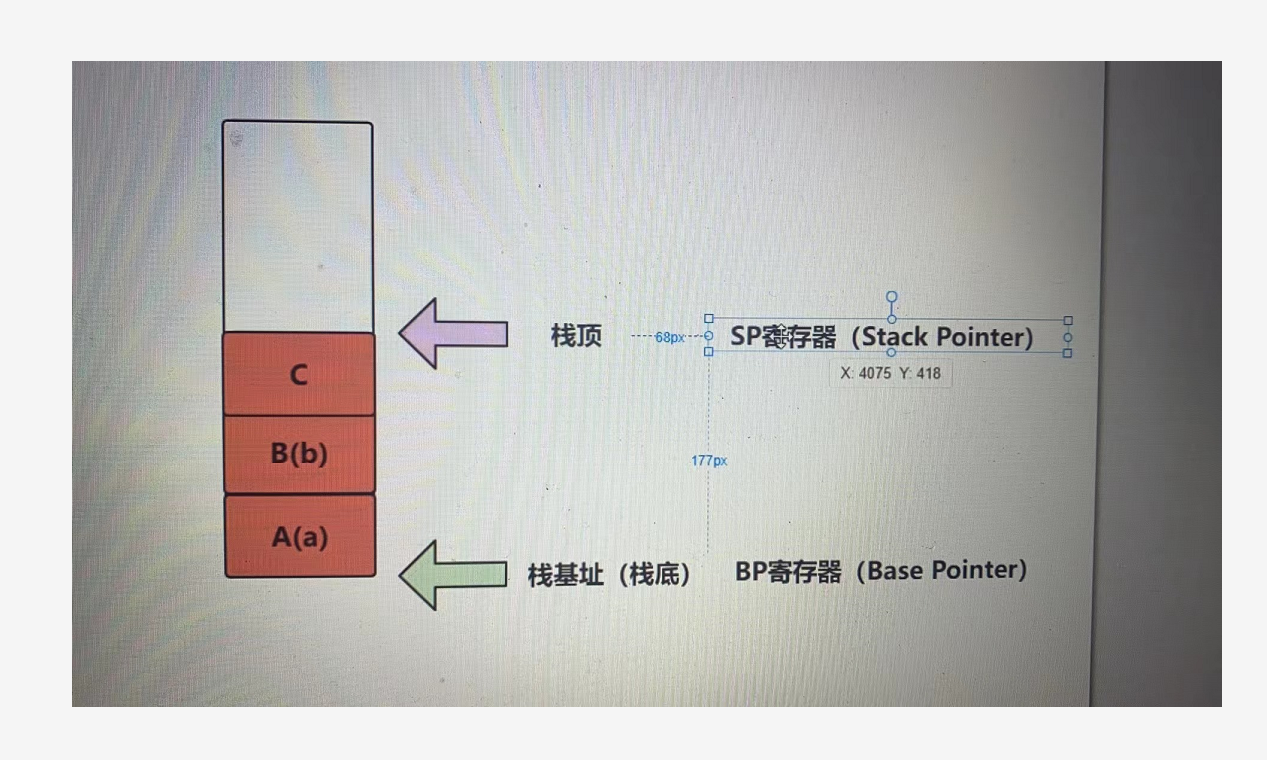 栈顶
68px
SP寄存器（Stack Pointer)
C
X: 4075 Y: 418
B(b)
177px
A(a)
栈基址（栈底）
BP寄存器（Base Pointer)